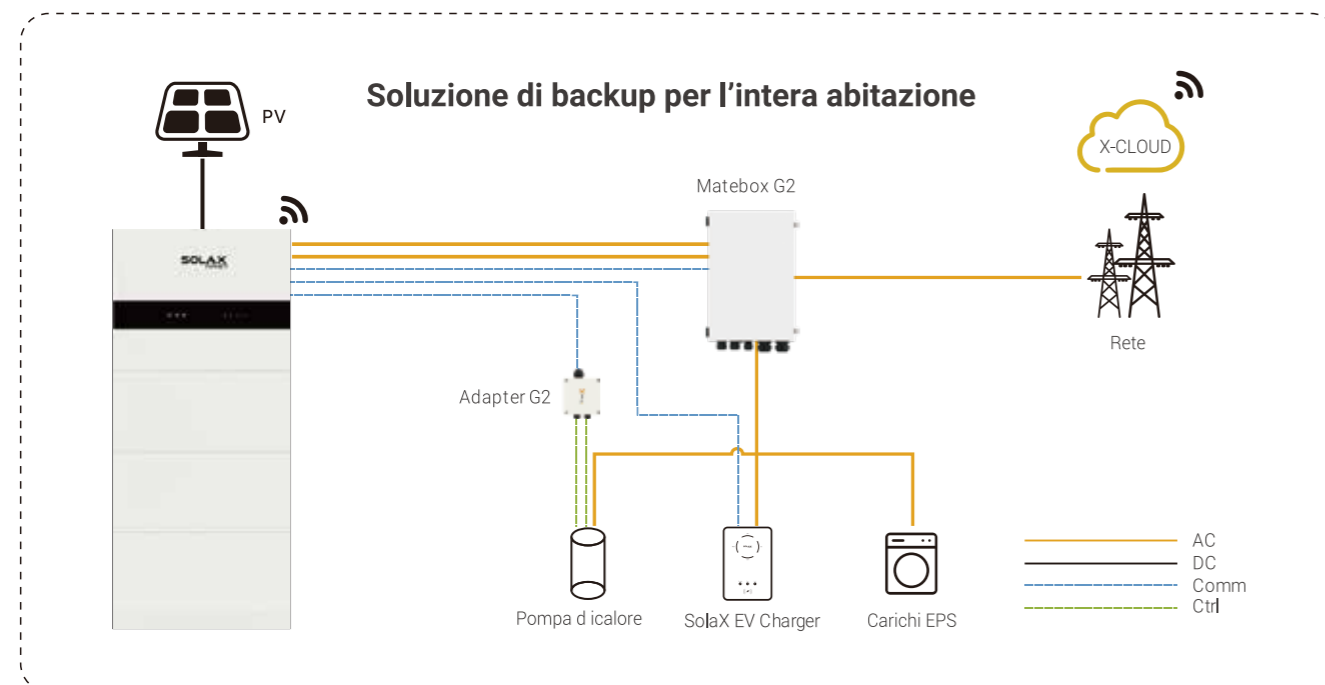 Soluzione di backup per l'intera abitazione
PV
X-CLOUD
Matebox G2
SOLAX
Rete
Adapter G2
Pompa d icalore
SolaX EV Charger
Carichi EPS
AC
DC
Comm
Ctrl